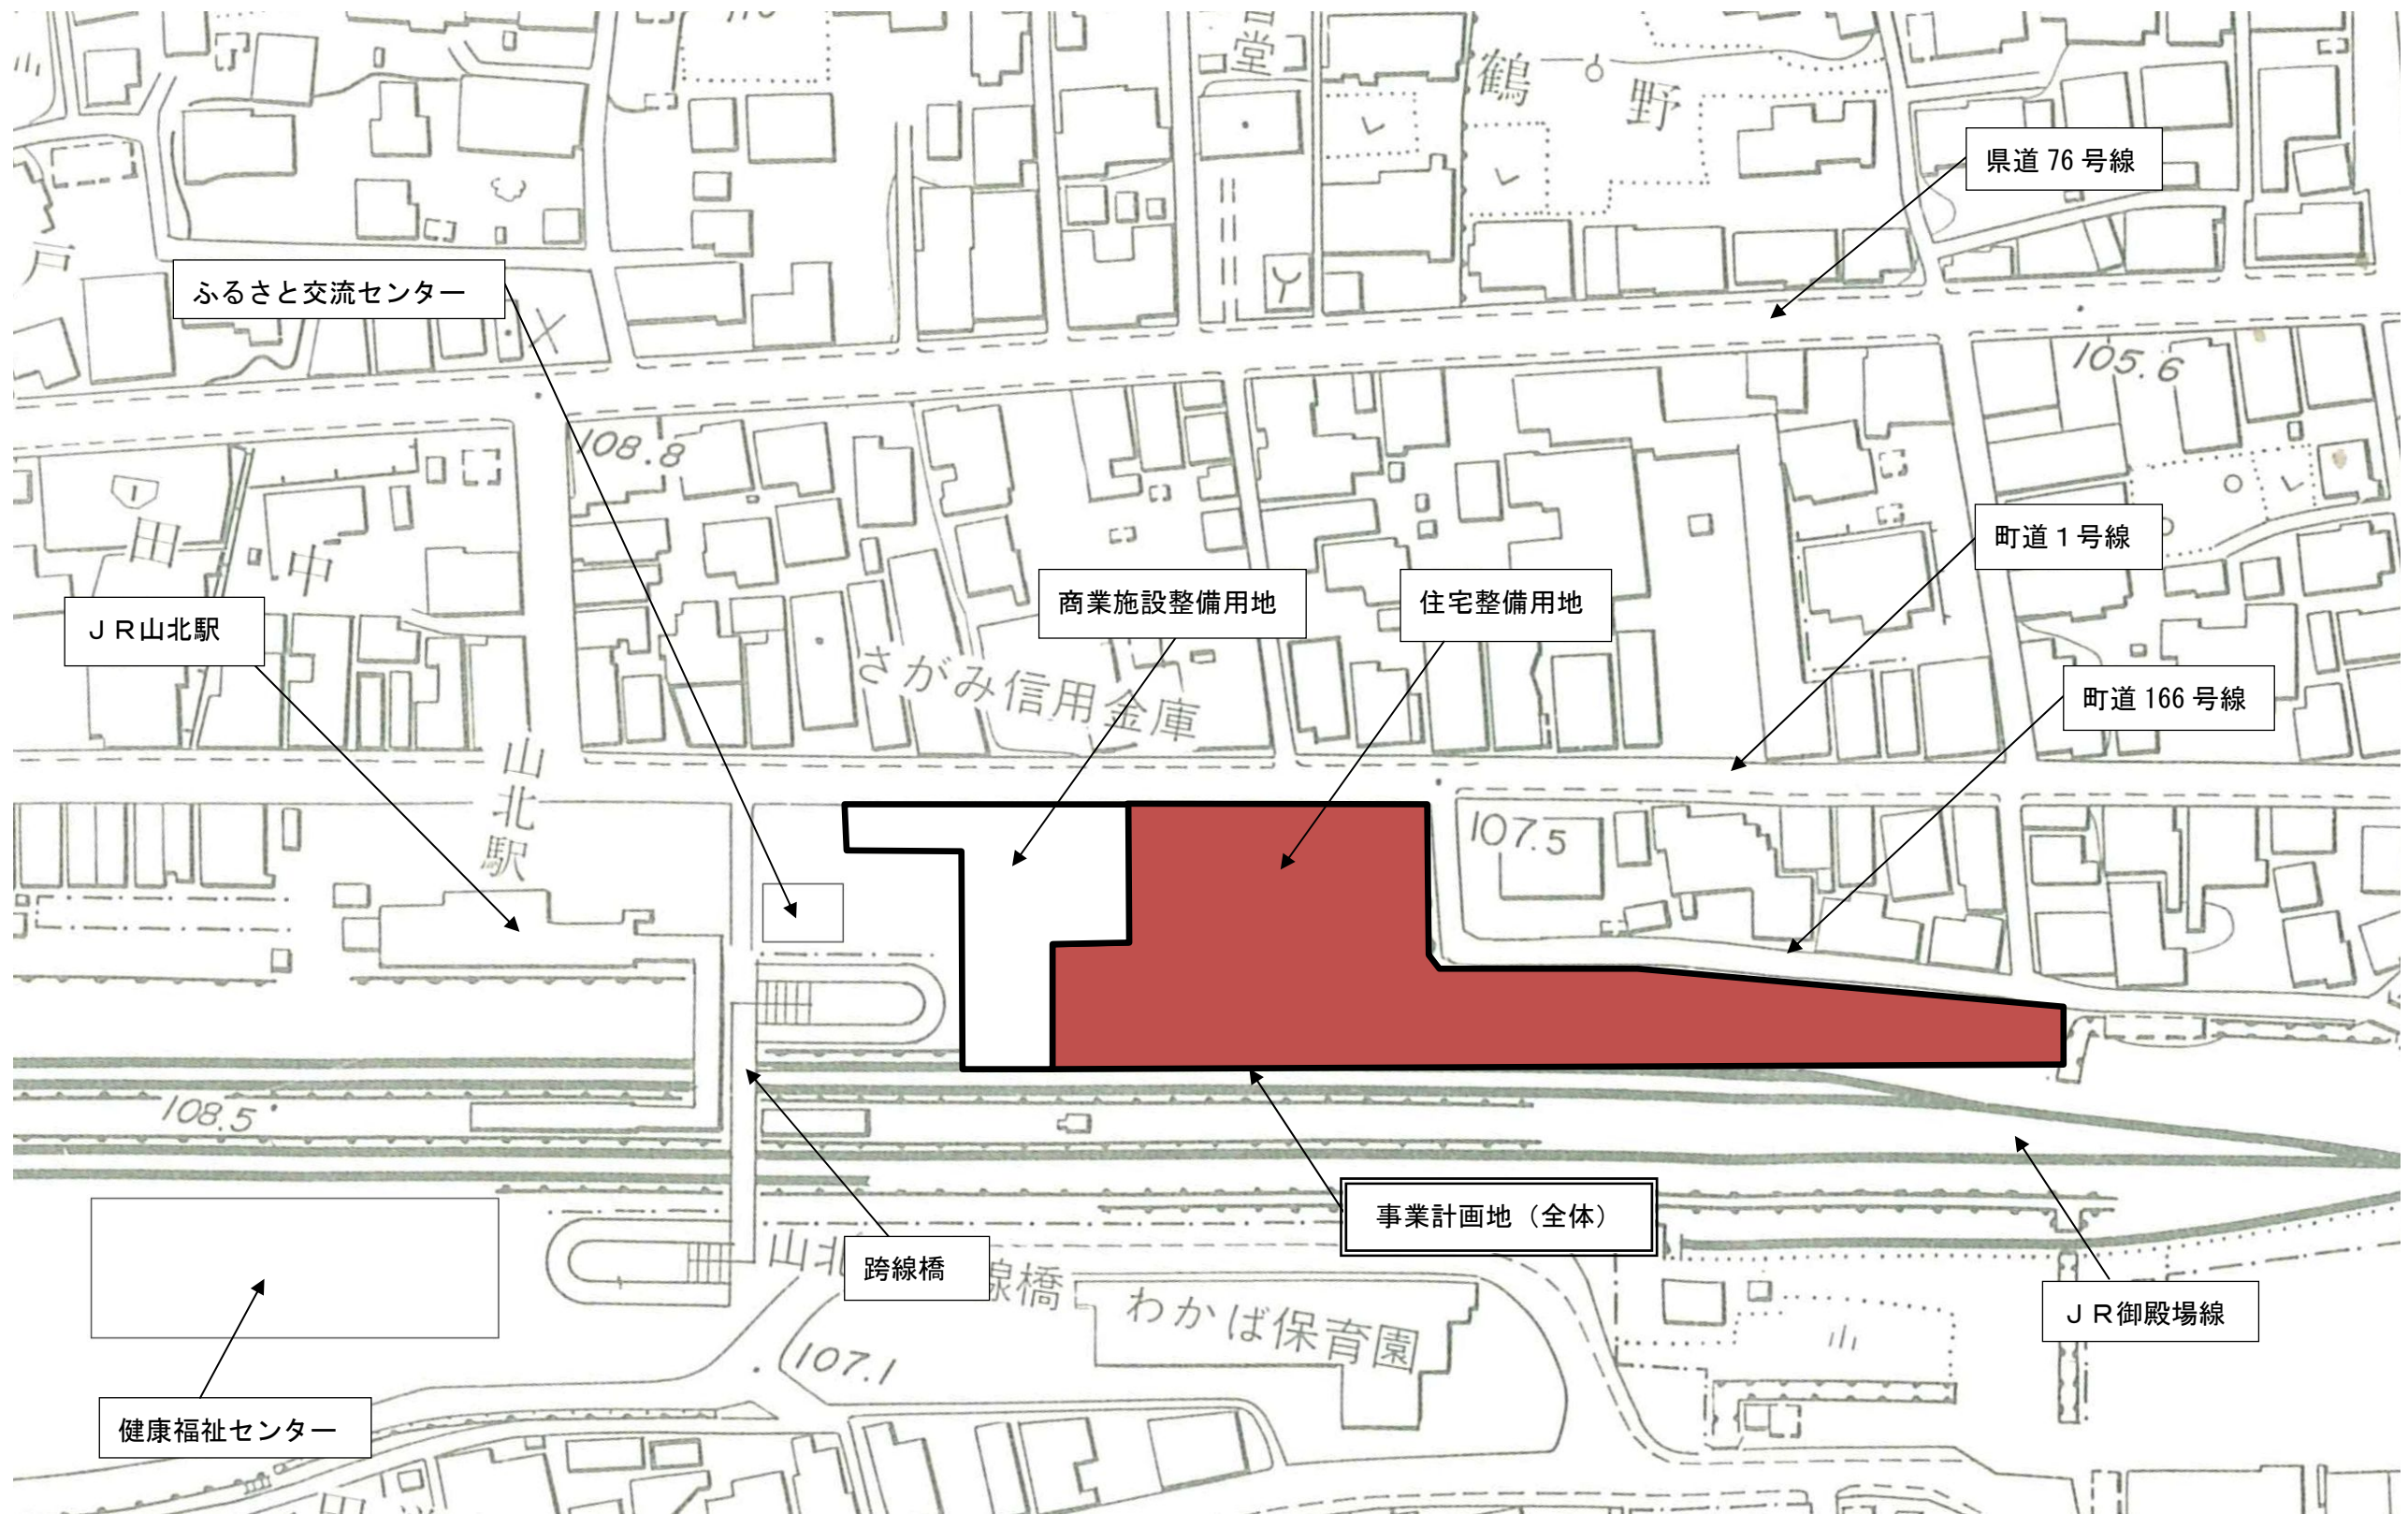 鶴野
県道 76 号線
ふるさと交流センター
105.6
108.8
町道１号線
商業施設整備用地
住宅整備用地
ＪＲ山北駅
さがみ信用金庫
町道 166 号線
山北駅
107.5
108.5
事業計画地（全体）
山北
跨線橋
線橋
わかば保育園
ＪＲ御殿場線
107.1
健康福祉センター